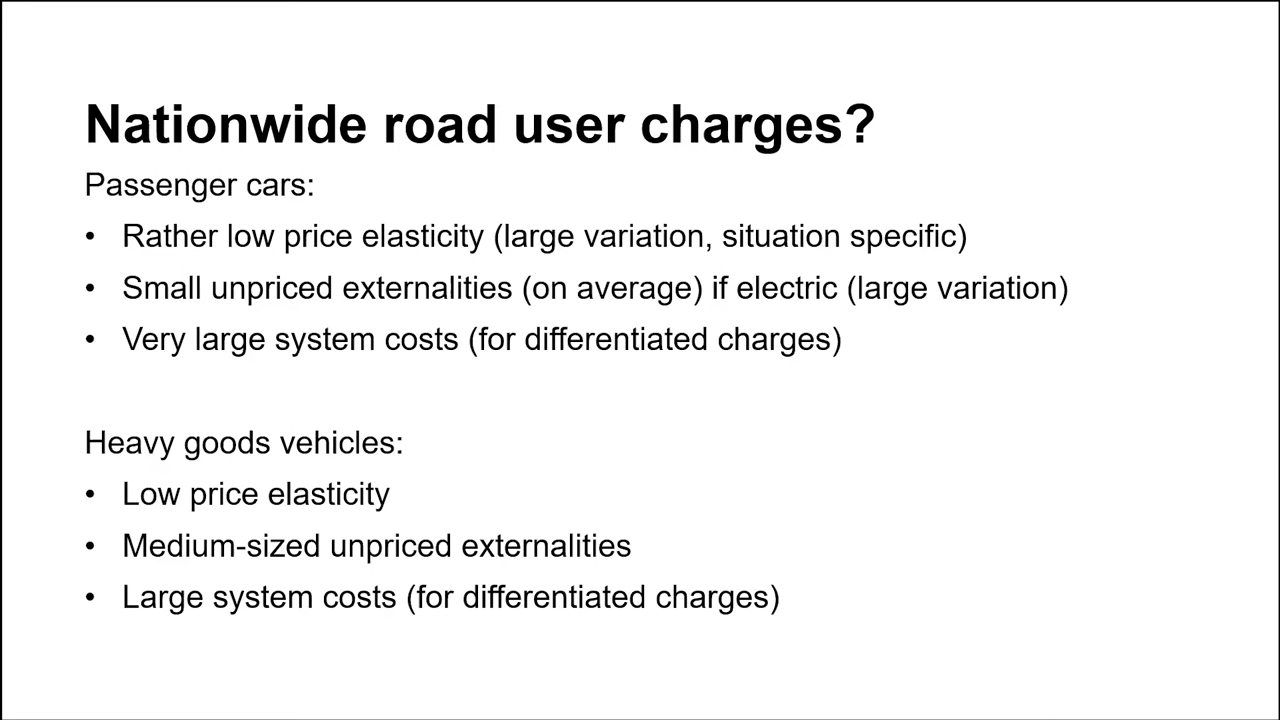 Nationwide road user charges?
Passenger cars:
• Rather low price elasticity (large variation, situation specific)
• Small unpriced externalities (on average) if electric (large variation)
• Very large system costs (for differentiated charges)
Heavy goods vehicles:
• Low price elasticity
• Medium-sized unpriced externalities
• Large system costs (for differentiated charges)